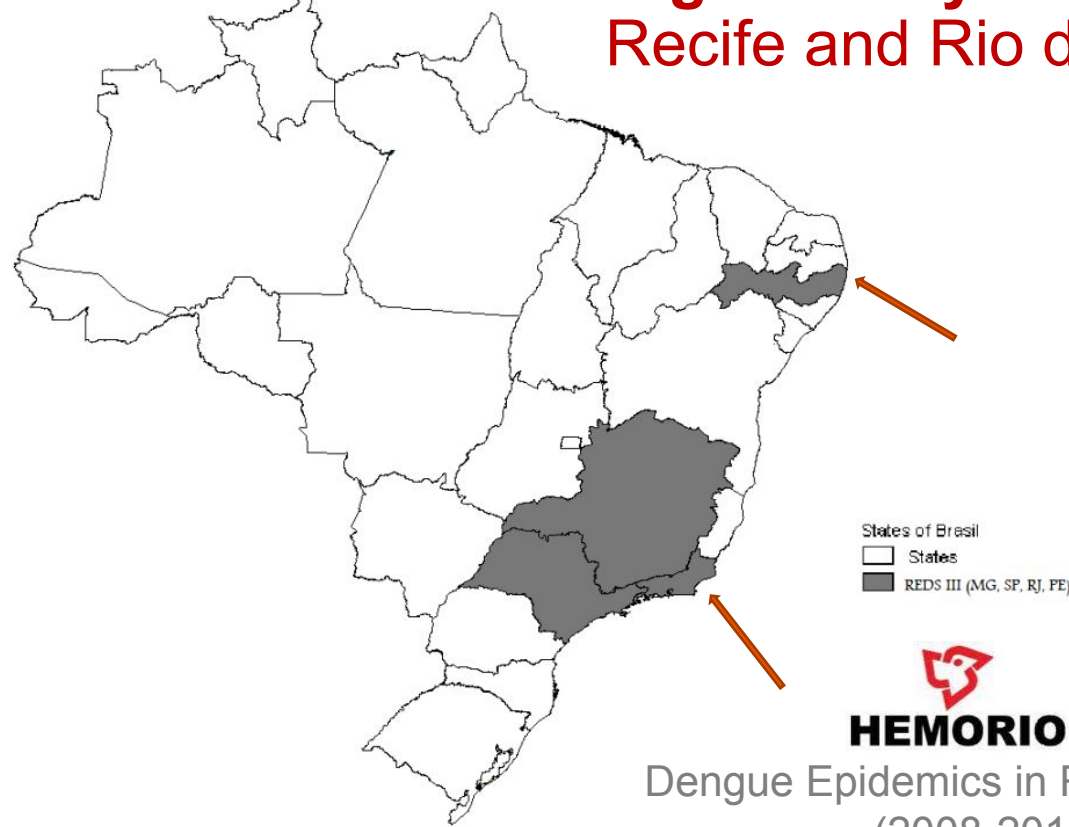 Recife and Rio d
States of Brasil
States
REDS III (MG, SP, RJ, PE)
HEMORIO
Dengue Epidemics in